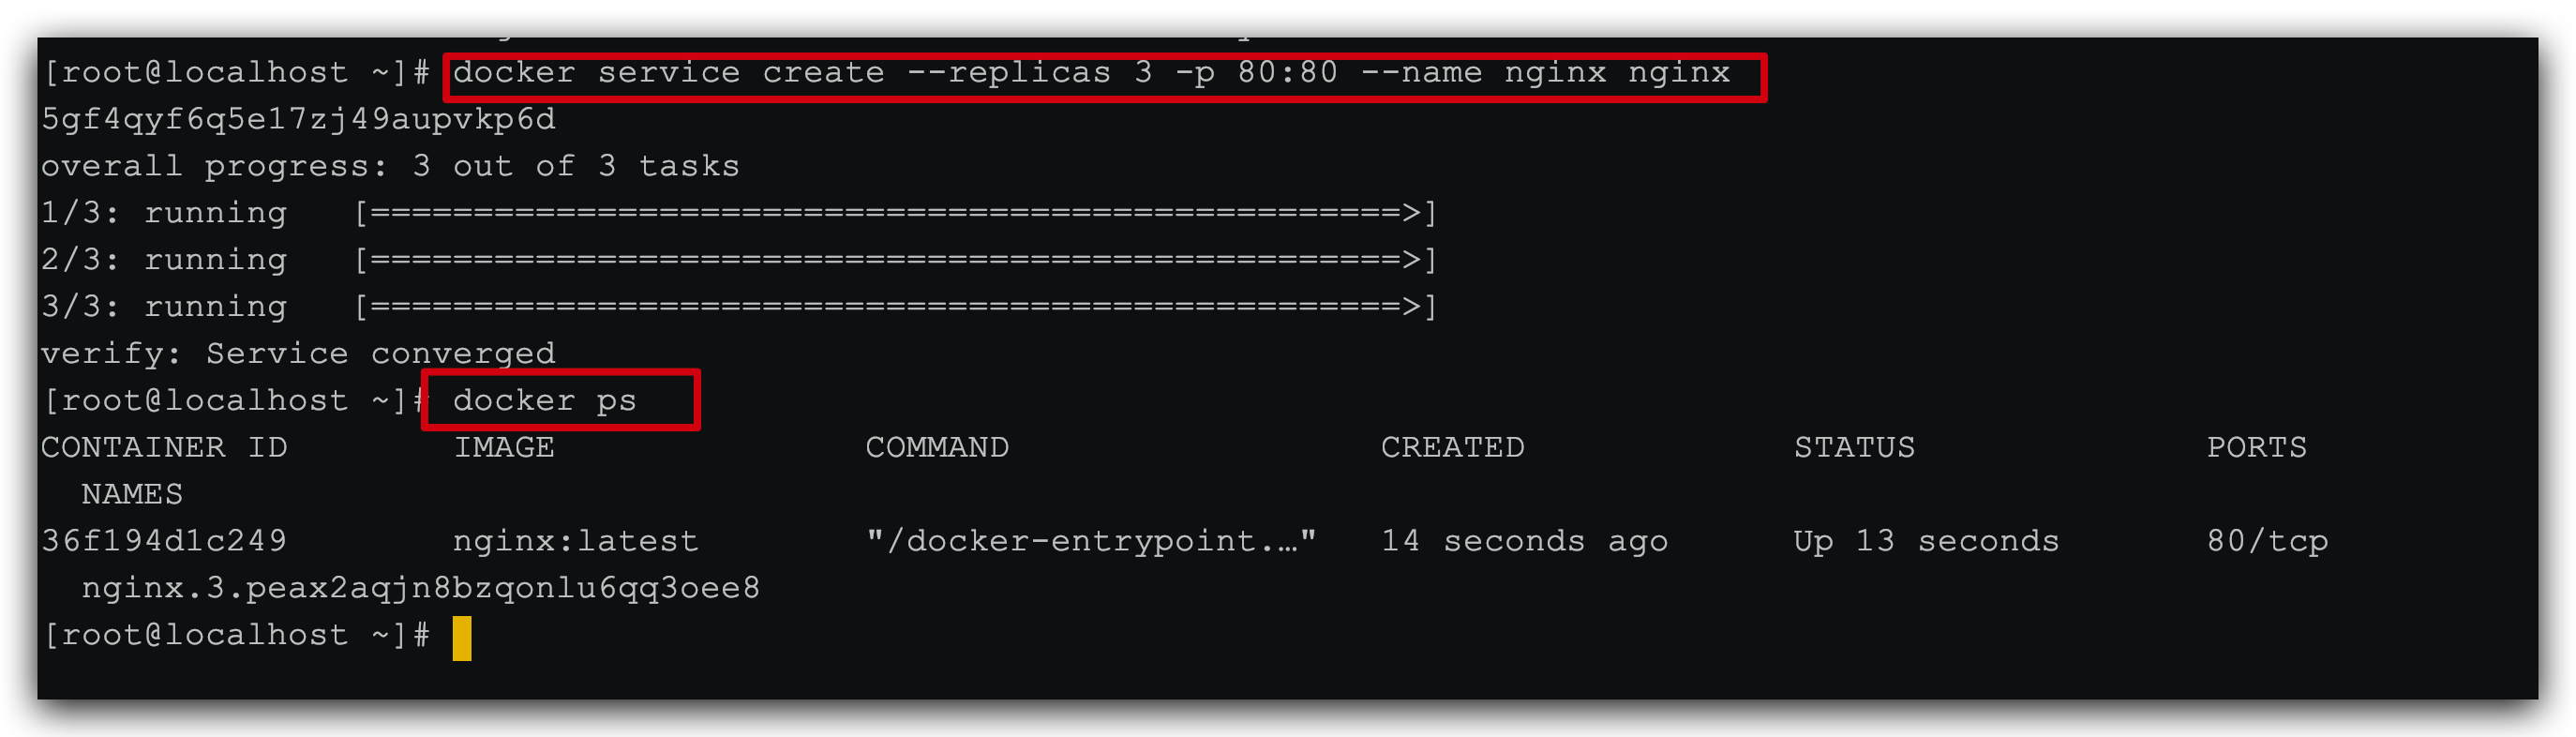 [root@localhost ~]# docker service create --replicas 3 -p 80:80 --name nginx nginx
5gf4qyf6q5e17zj49aupvkp6d
overall progress: 3 out of 3 tasks
1/3: running   [==================================================>]
2/3: running   [==================================================>]
3/3: running   [==================================================>]
verify: Service converged
[root@localhost ~]# docker ps
CONTAINER ID        IMAGE               COMMAND                  CREATED             STATUS              PORTS
  NAMES
36f194d1c249        nginx:latest        "/docker-entrypoint.…"   14 seconds ago      Up 13 seconds       80/tcp
  nginx.3.peax2aqjn8bzqonlu6qq3oee8
[root@localhost ~]#